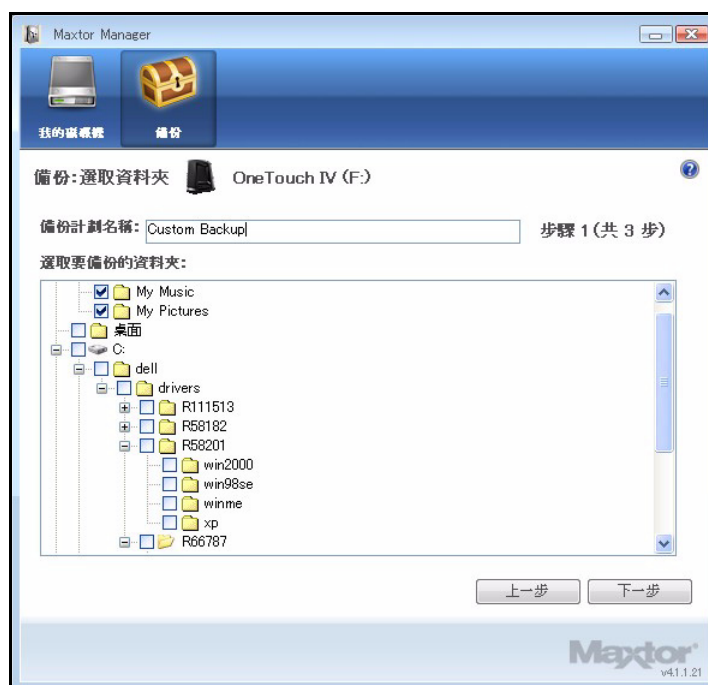 Maxtor Manager
我的磁碟機
備份
備份:選取資料夾 OneTouch IV (F:)
備份計劃名稱: Custom Backup 步驟 1(共 3 步)
選取要備份的資料夾:
My Music
My Pictures
桌面
C:
dell
drivers
R111513
R58182
R58201
win2000
win98se
winme
xp
R66787
上一步 下一步
Maxtor
v4.1.1.21